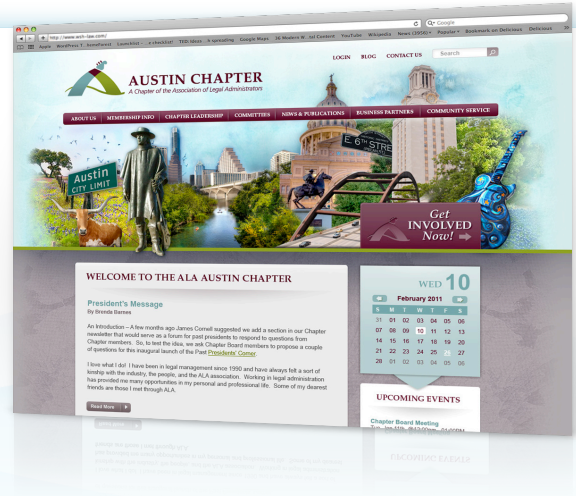 Google
http://www.wsh-law.com/
Apple
YouTube Wikipedia News (3956) Popular Bookmark on Delicious Delicious
LOGIN BLOG CONTACT US Search
AUSTIN CHAPTER
A Chapter of the Association of Legal Administrators
ABOUT US MEMBERSHIP INFO CHAPTER LEADERSHIP COMMITTEES NEWS & PUBLICATIONS BUSINESS PARTNERS COMMUNITY SERVICE
E. 6TH STRE
Austin
CITY LIMIT
Get
INVOLVED
Now!
WELCOME TO THE ALA AUSTIN CHAPTER
President's Message
By Brenda Barnes
An Introduction – A few months ago James Cornell suggested we add a section in our Chapter
newsletter that would serve as a forum for past presidents to respond to questions from
Chapter members. So, to test the idea, we ask Chapter Board members to propose a couple
of questions for this inaugural launch of the Past Presidents' Corner.
I love what I do! I have been in legal management since 1990 and have always felt a sort of
kinship with the industry, the people, and the ALA association. Working in legal administration
has provided me many opportunities in my personal and professional life. Some of my dearest
friends are those I met through ALA.
Read More
WED 10
February 2011
S M T W T F S
31 01 02 03 04 05 06
07 08 09 10 11 12 13
14 15 16 17 18 19 20
21 22 23 24 25 27
28 01 02 03 04 05 06
UPCOMING EVENTS
Chapter Board Meeting